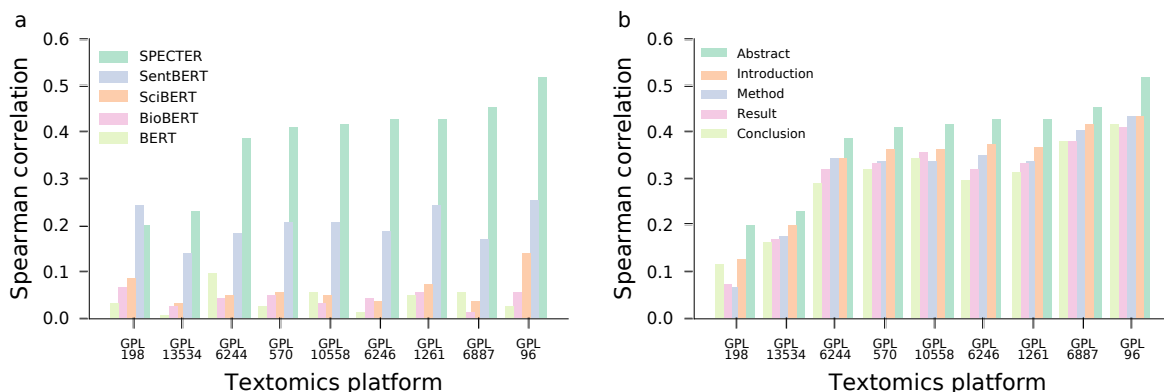 a
Spearman correlation
0.6
0.5
0.4
0.3
0.2
0.1
0.0
SPECTER
SentBERT
SciBERT
BioBERT
BERT
GPL
198
GPL
13534
GPL
6244
GPL
570
GPL
10558
GPL
6246
GPL
1261
GPL
6887
GPL
96
Textomics platform
b
Spearman correlation
0.6
0.5
0.4
0.3
0.2
0.1
0.0
Abstract
Introduction
Method
Result
Conclusion
GPL
198
GPL
13534
GPL
6244
GPL
570
GPL
10558
GPL
6246
GPL
1261
GPL
6887
GPL
96
Textomics platform